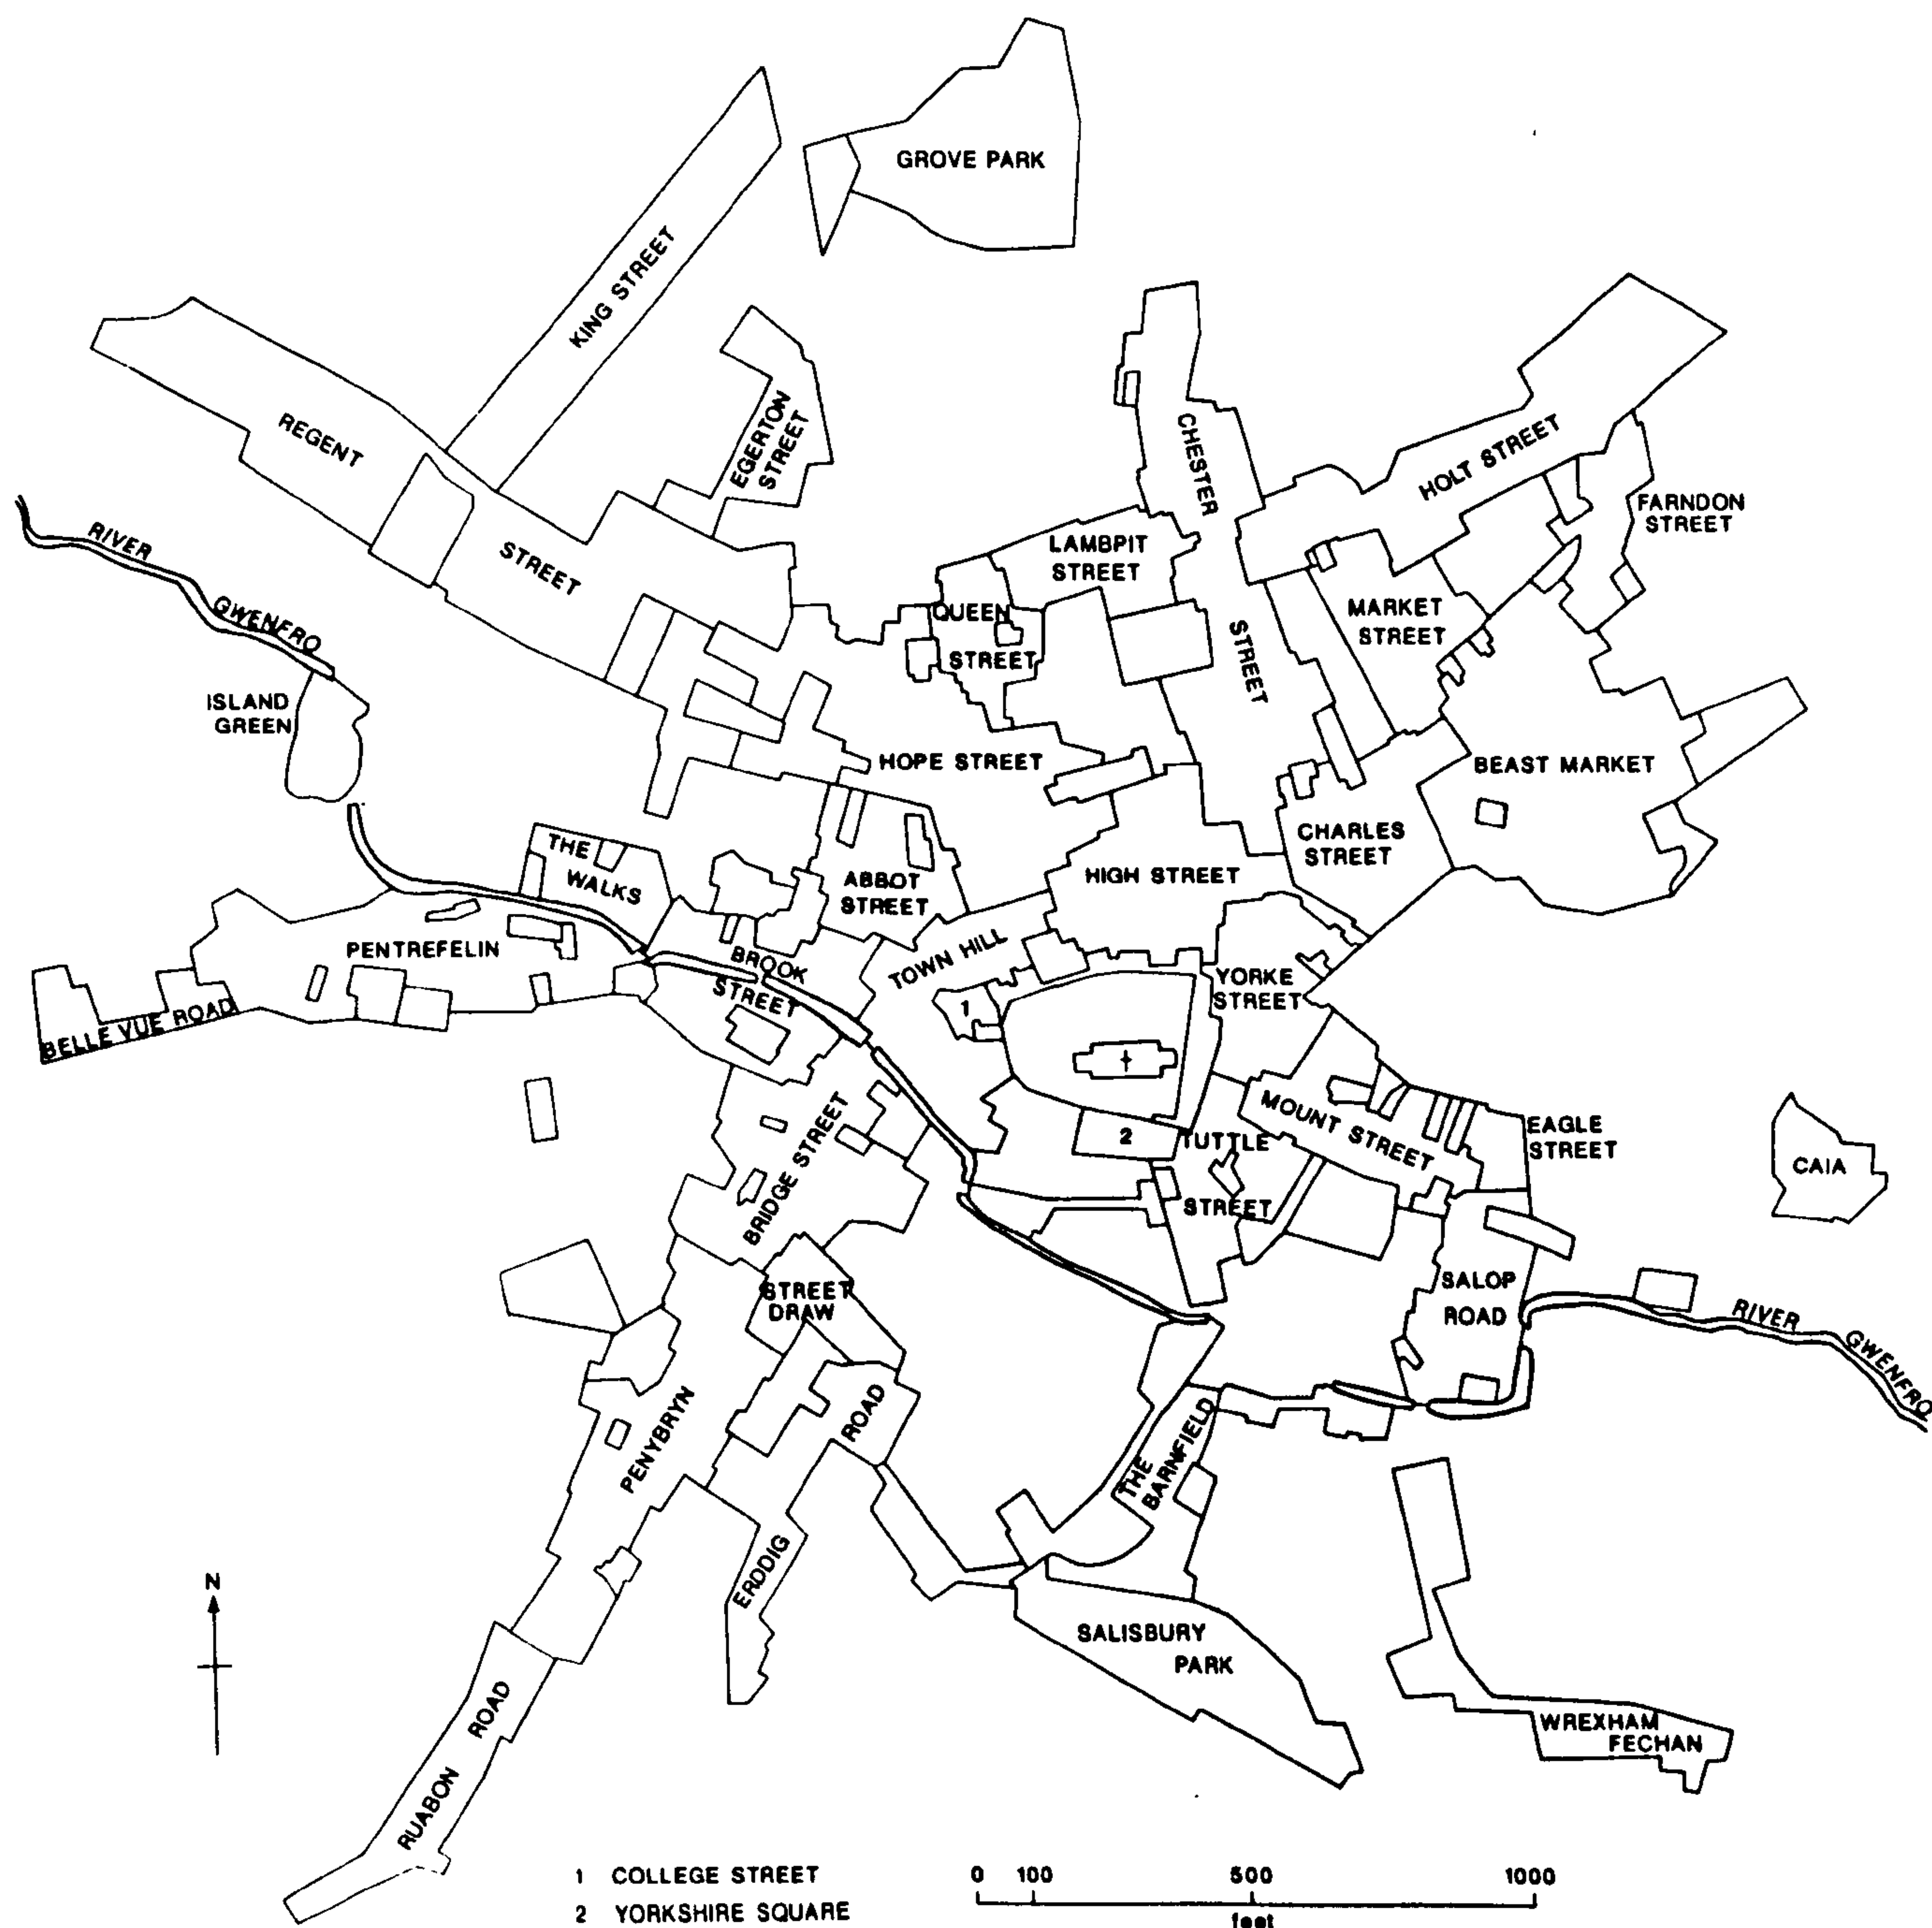 GROVE PARK
KING STREET
REGENT
STREET
EGERTON
STREET
CHESTER
STREET
HOLT STREET
FARNDON
STREET
RIVER
GWENFRO
LAMBPIT
STREET
QUEEN
STREET
MARKET
STREET
ISLAND
GREEN
HOPE STREET
BEAST MARKET
THE
WALKS
ABBOT
STREET
HIGH STREET
CHARLES
STREET
PENTREFELIN
BROOK
STREET
TOWN HILL
YORKE
STREET
1
BELLE VUE ROAD
MOUNT STREET
EAGLE
STREET
BRIDGE STREET
2
TUTTLE
STREET
CAIA
STREET
DRAW
SALOP
ROAD
RIVER
GWENFRO
PENYBRYN
ROAD
ERDDIG
THE
BARNFIELD
N
SALISBURY
PARK
ROAD
RUABON
WREXHAM
FECHAN
1 COLLEGE STREET
2 YORKSHIRE SQUARE
0 100 500 1000
feet